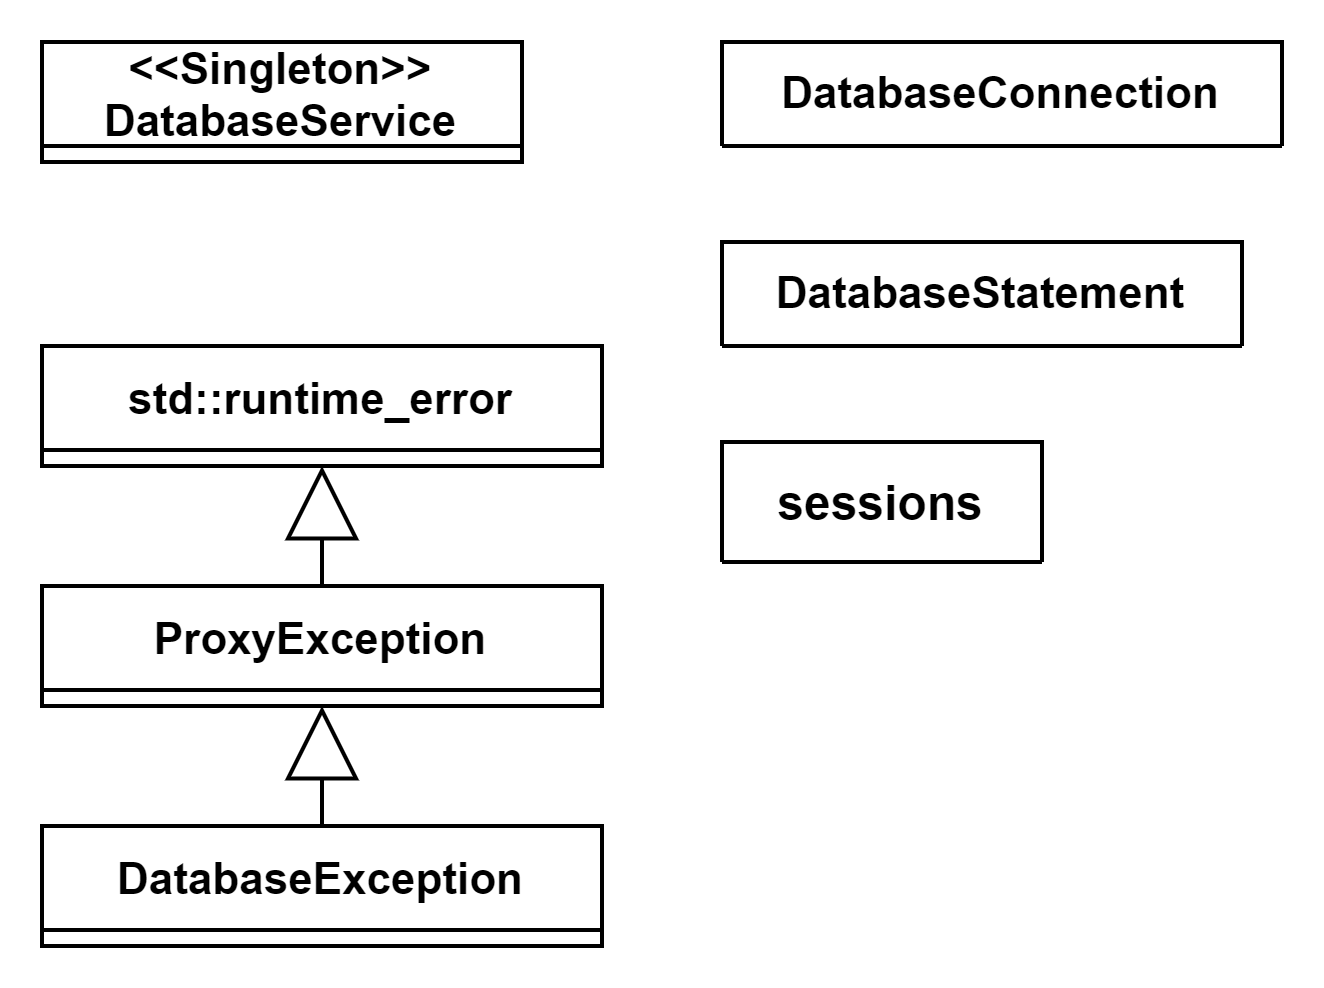 <<Singleton>>
DatabaseService
DatabaseConnection
DatabaseStatement
std::runtime_error
sessions
ProxyException
DatabaseException